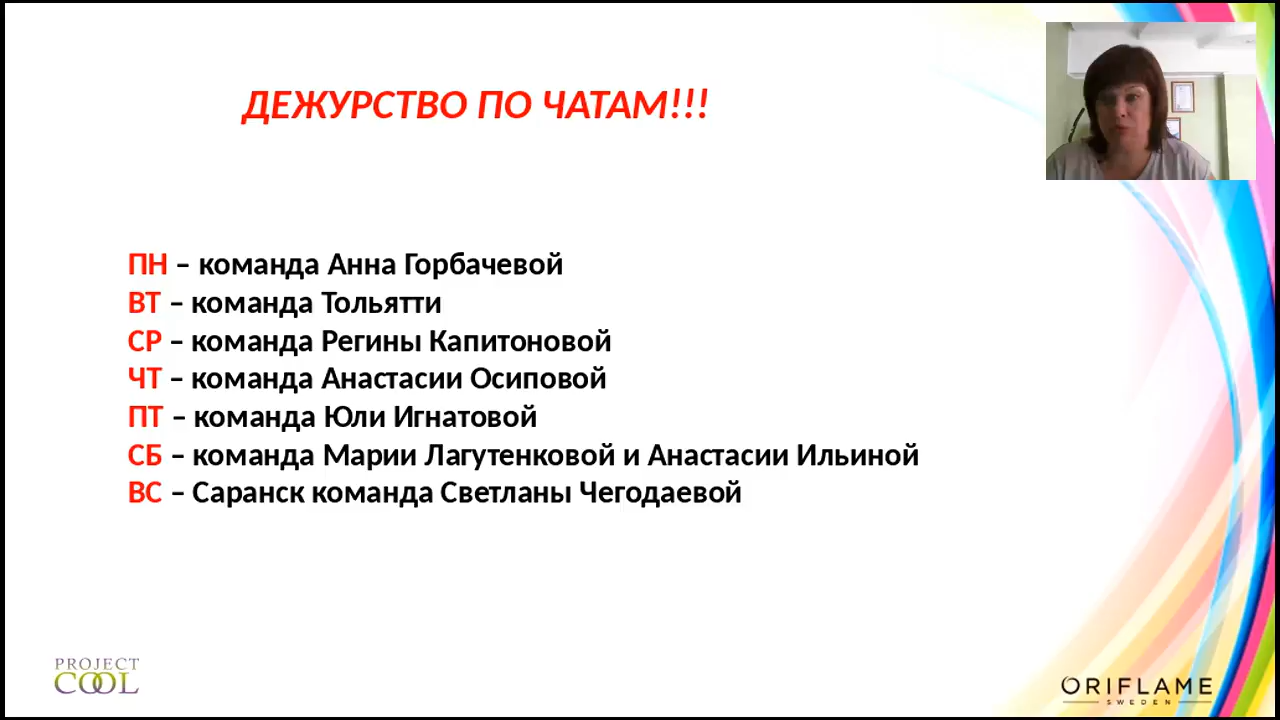 ДЕЖУРСТВО ПО ЧАТАМ!!!
ПН – команда Анна Горбачевой
ВТ – команда Тольятти
СР – команда Регины Капитоновой
ЧТ – команда Анастасии Осиповой
ПТ – команда Юли Игнатовой
СБ – команда Марии Лагутенковой и Анастасии Ильиной
ВС – Саранск команда Светланы Чегодаевой
PROJECT
COOL
ORIFLAME
SWEDEN